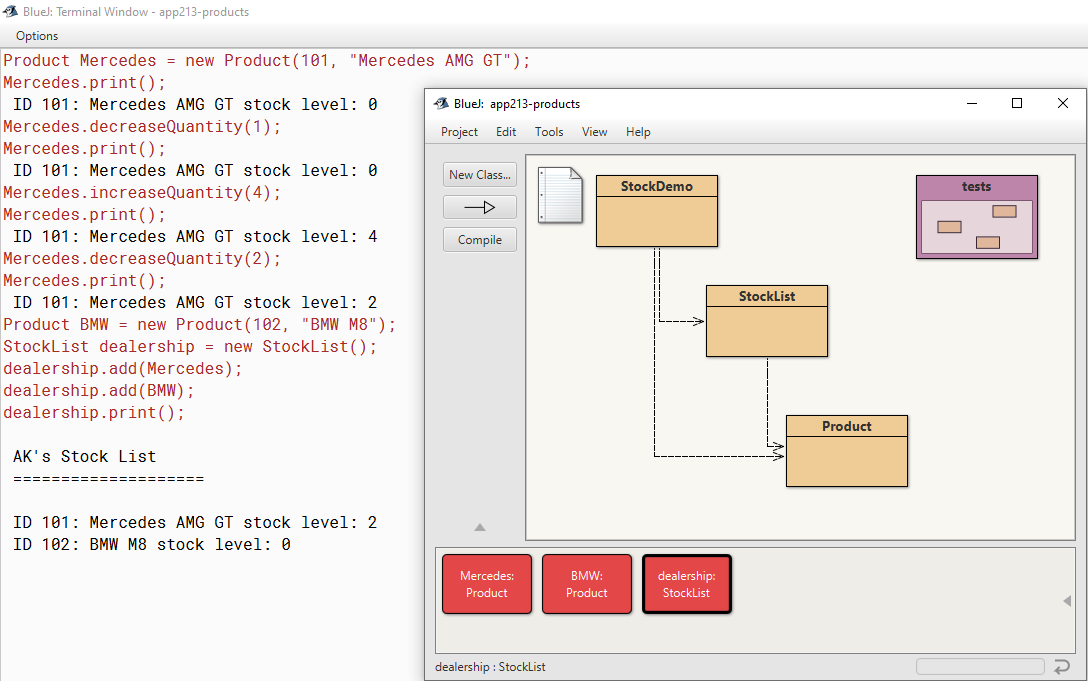 BlueJ: Terminal Window - app213-products
Options
Product Mercedes = new Product(101, "Mercedes AMG GT");
Mercedes.print();
ID 101: Mercedes AMG GT stock level: 0
Mercedes.decreaseQuantity(1);
Mercedes.print();
ID 101: Mercedes AMG GT stock level: 0
Mercedes.increaseQuantity(4);
Mercedes.print();
ID 101: Mercedes AMG GT stock level: 4
Mercedes.decreaseQuantity(2);
Mercedes.print();
ID 101: Mercedes AMG GT stock level: 2
Product BMW = new Product(102, "BMW M8");
StockList dealership = new StockList();
dealership.add(Mercedes);
dealership.add(BMW);
dealership.print();
AK's Stock List
====================
ID 101: Mercedes AMG GT stock level: 2
ID 102: BMW M8 stock level: 0
BlueJ: app213-products
Project Edit Tools View Help
New Class...
Compile
StockDemo
tests
StockList
Product
Mercedes:
Product
BMW:
Product
dealership:
StockList
dealership : StockList